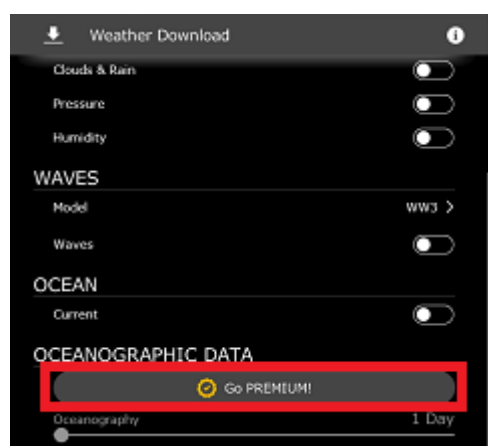 Weather Download
Clouds & Rain
Pressure
Humidity
WAVES
Model WW3 >
Waves
OCEAN
Current
OCEANOGRAPHIC DATA
Go PREMIUM!
Oceanography 1 Day